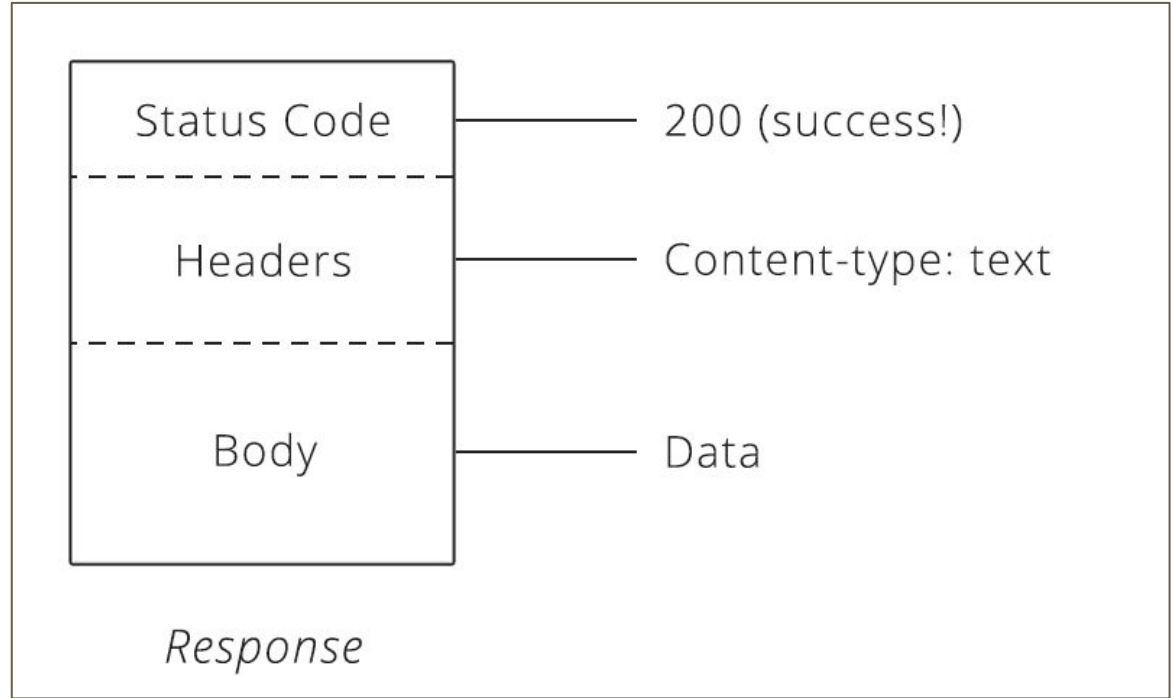 Status Code
200 (success!)
Headers
Content-type: text
Body
Data
Response